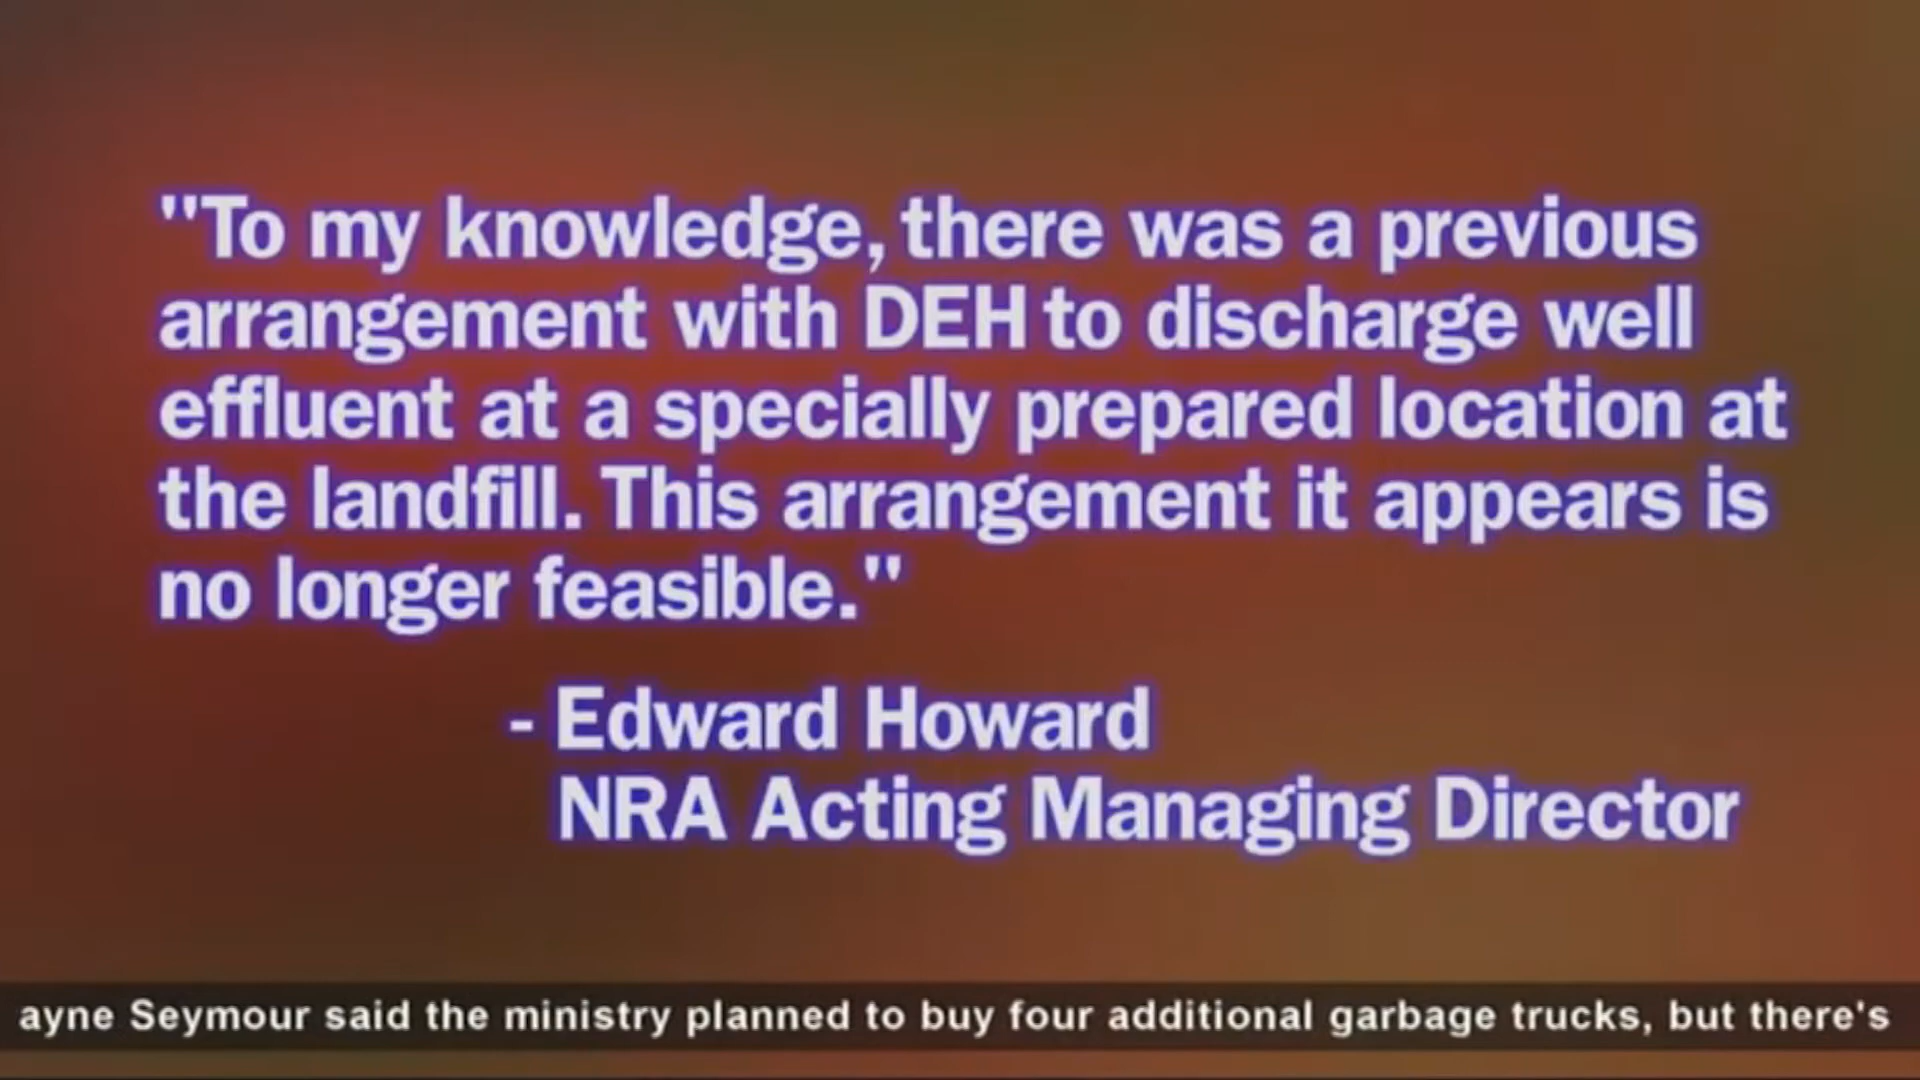 "To my knowledge, there was a previous
arrangement with DEH to discharge well
effluent at a specially prepared location at
the landfill. This arrangement it appears is
no longer feasible."
- Edward Howard
NRA Acting Managing Director
ayne Seymour said the ministry planned to buy four additional garbage trucks, but there's